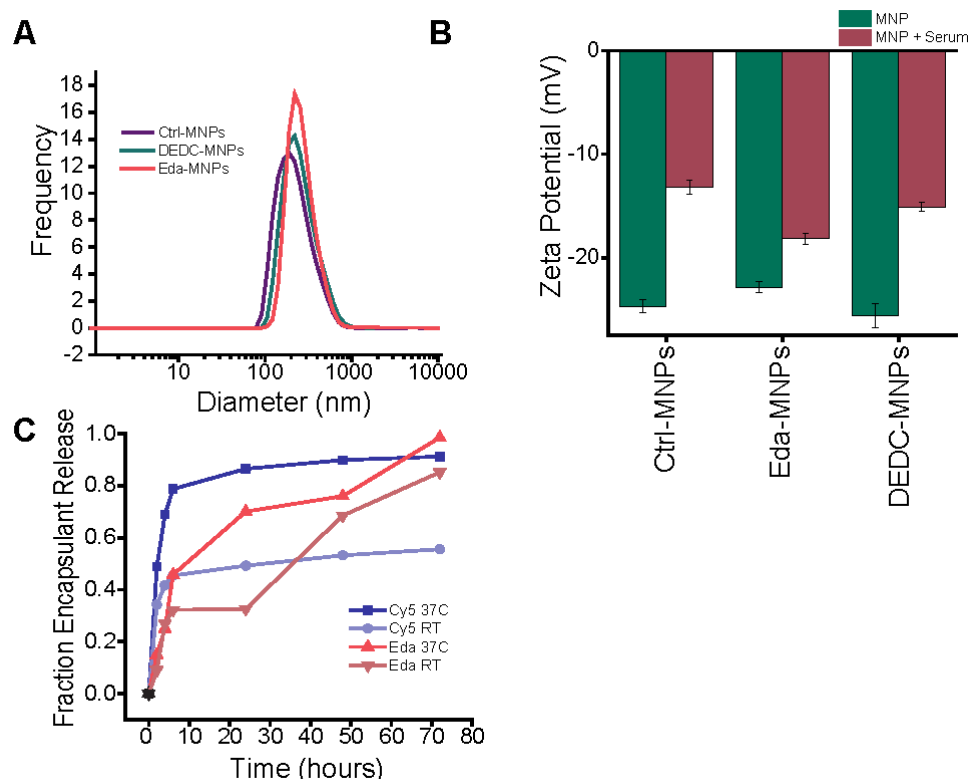 A
18
16
14
12
10
8
6
4
2
0
-2
Frequency
Ctrl-MNPs
DEDC-MNPs
Eda-MNPs
10
100
1000
10000
Diameter (nm)
B
MNP
MNP + Serum
0
-10
-20
Zeta Potential (mV)
Ctrl-MNPs
Eda-MNPs
DEDC-MNPs
C
1.0
0.8
0.6
0.4
0.2
0.0
Fraction Encapsulant Release
Cy5 37C
Cy5 RT
Eda 37C
Eda RT
0 10 20 30 40 50 60 70 80
Time (hours)